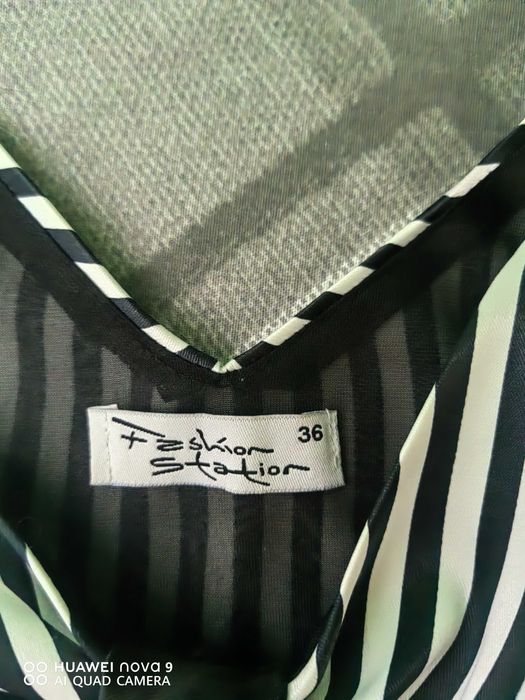 Fashion 36
Station
HUAWEI nova 9
AI QUAD CAMERA